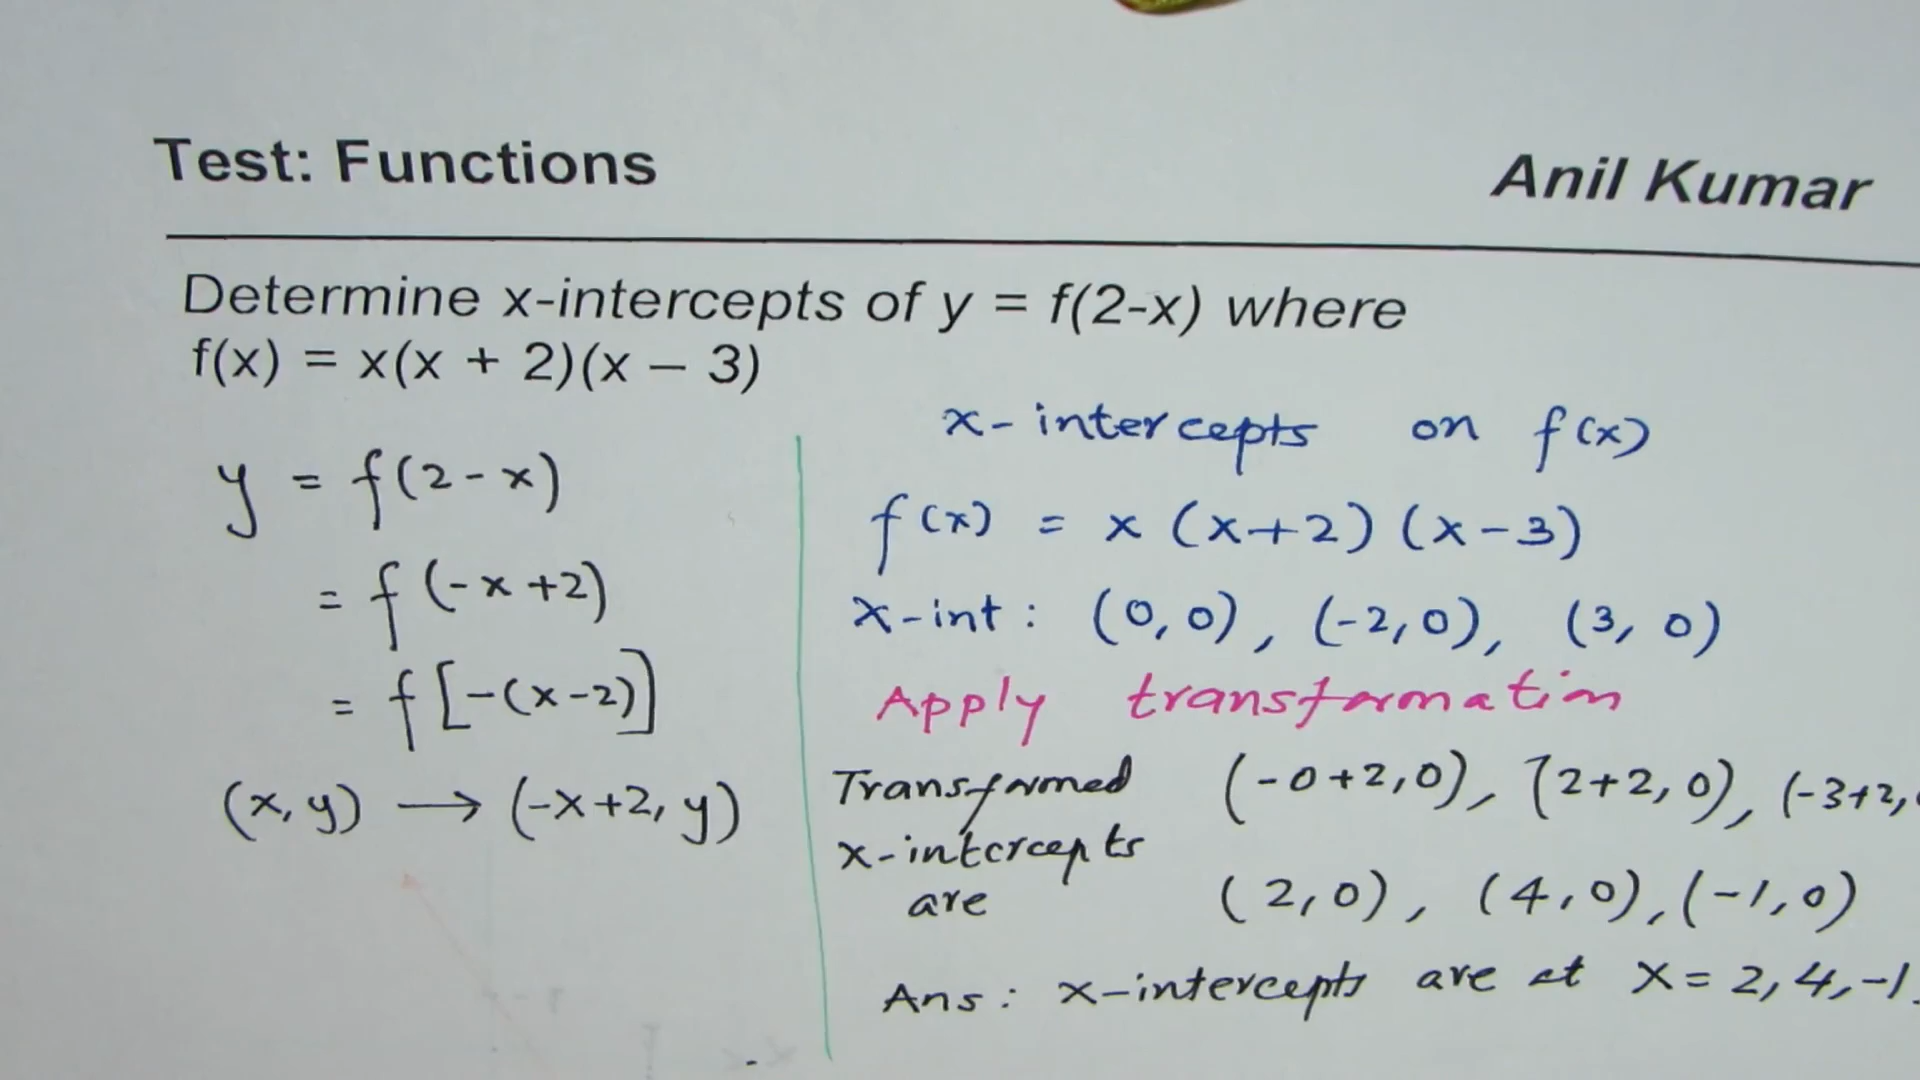 Test: Functions
Anil Kumar
Determine x-intercepts of y = f(2-x) where
f(x) = x(x + 2)(x – 3)
y = f(2-x)
= f(-x+2)
= f[-(x-2)]
(x, y) → (-x+2, y)
x-intercepts on f(x)
f(x) = x(x+2)(x-3)
x-int: (0,0), (-2,0), (3, 0)
Apply transformation
Transformed (-0+2,0), (2+2,0), (-3+2,
x-intercepts
are (2,0), (4,0), (-1,0)
Ans: x-intercepts are at x = 2, 4, -1.